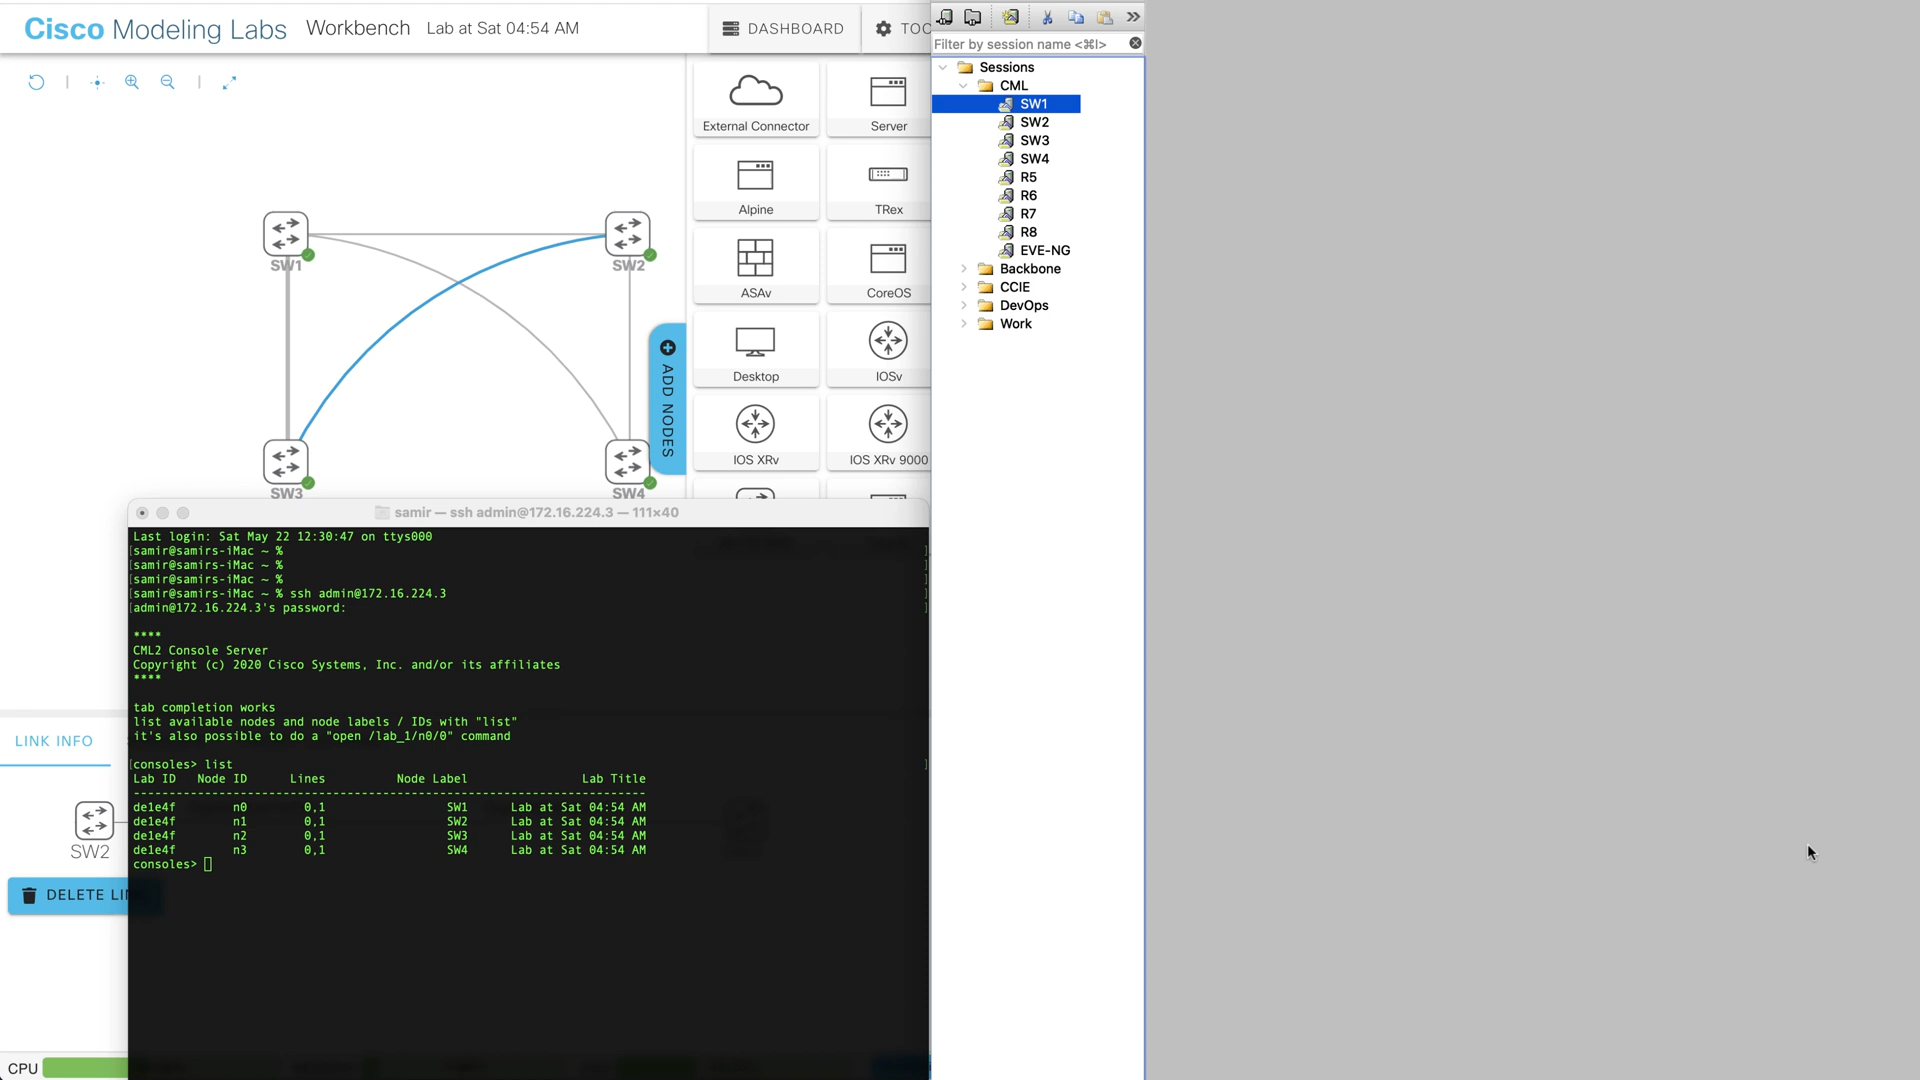 Cisco Modeling Labs Workbench Lab at Sat 04:54 AM
DASHBOARD
TOO
External Connector
Server
Alpine
TRex
ASAv
CoreOS
Desktop
IOSv
IOS XRv
IOS XRv 9000
ADD NODES
SW1
SW2
SW3
SW4
LINK INFO
SW2
DELETE LI
CPU
samir — ssh admin@172.16.224.3 — 111×40
Last login: Sat May 22 12:30:47 on ttys000
[samir@samirs-iMac ~ % ]
[samir@samirs-iMac ~ % ]
[samir@samirs-iMac ~ % ]
[samir@samirs-iMac ~ % ssh admin@172.16.224.3 ]
[admin@172.16.224.3's password: ]
****
CML2 Console Server
Copyright (c) 2020 Cisco Systems, Inc. and/or its affiliates
****
tab completion works
list available nodes and node labels / IDs with "list"
it's also possible to do a "open /lab_1/n0/0" command
[consoles> list ]
Lab ID Node ID Lines Node Label Lab Title
------------------------------------------------------------------------
de1e4f n0 0,1 SW1 Lab at Sat 04:54 AM
de1e4f n1 0,1 SW2 Lab at Sat 04:54 AM
de1e4f n2 0,1 SW3 Lab at Sat 04:54 AM
de1e4f n3 0,1 SW4 Lab at Sat 04:54 AM
consoles>
Filter by session name <⌘I>
Sessions
CML
SW1
SW2
SW3
SW4
R5
R6
R7
R8
EVE-NG
Backbone
CCIE
DevOps
Work